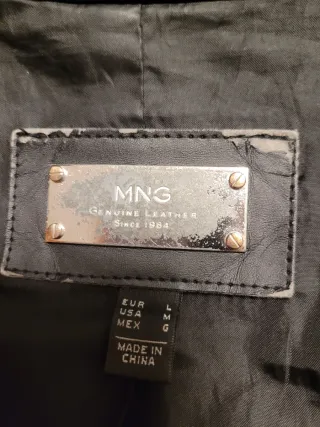 MNG
GENUINE LEATHER
SINCE 1984
EUR L
USA M
MEX G
MADE IN
CHINA